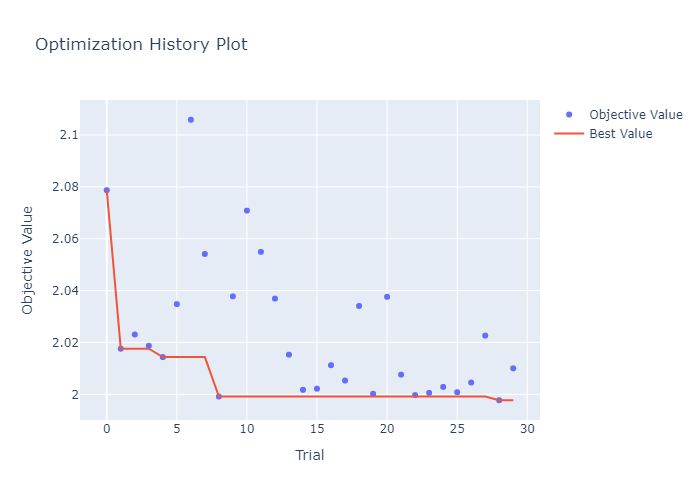 Optimization History Plot
Objective Value
Best Value
2.1
2.08
2.06
2.04
2.02
2
Objective Value
0 5 10 15 20 25 30
Trial